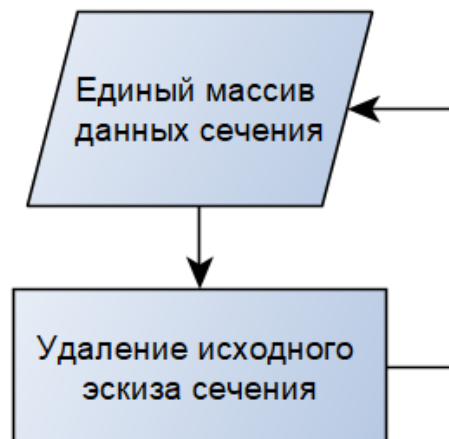 Единый массив
данных сечения
Удаление исходного
эскиза сечения